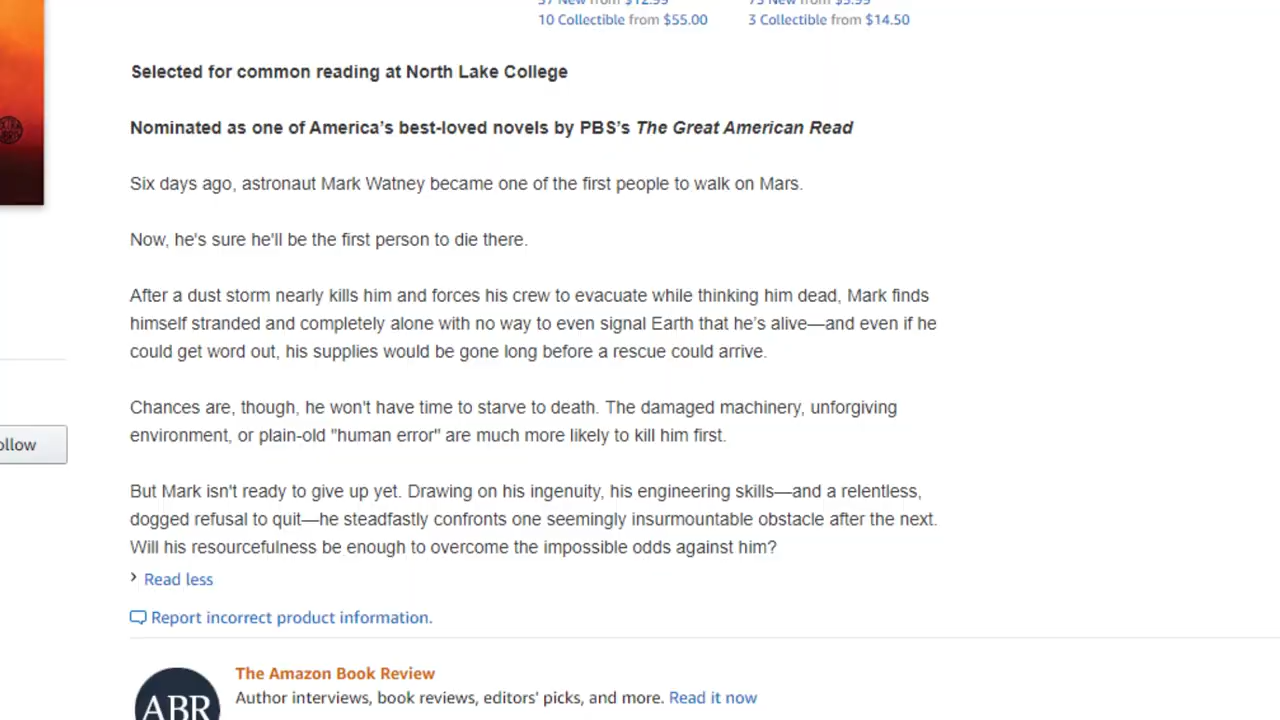 37 New from $12.99 75 New from $5.99
10 Collectible from $55.00 3 Collectible from $14.50
Selected for common reading at North Lake College
Nominated as one of America’s best-loved novels by PBS’s The Great American Read
Six days ago, astronaut Mark Watney became one of the first people to walk on Mars.
Now, he's sure he'll be the first person to die there.
After a dust storm nearly kills him and forces his crew to evacuate while thinking him dead, Mark finds
himself stranded and completely alone with no way to even signal Earth that he’s alive—and even if he
could get word out, his supplies would be gone long before a rescue could arrive.
Chances are, though, he won't have time to starve to death. The damaged machinery, unforgiving
environment, or plain-old "human error" are much more likely to kill him first.
ollow
But Mark isn't ready to give up yet. Drawing on his ingenuity, his engineering skills—and a relentless,
dogged refusal to quit—he steadfastly confronts one seemingly insurmountable obstacle after the next.
Will his resourcefulness be enough to overcome the impossible odds against him?
Read less
Report incorrect product information.
The Amazon Book Review
Author interviews, book reviews, editors' picks, and more. Read it now
ABR